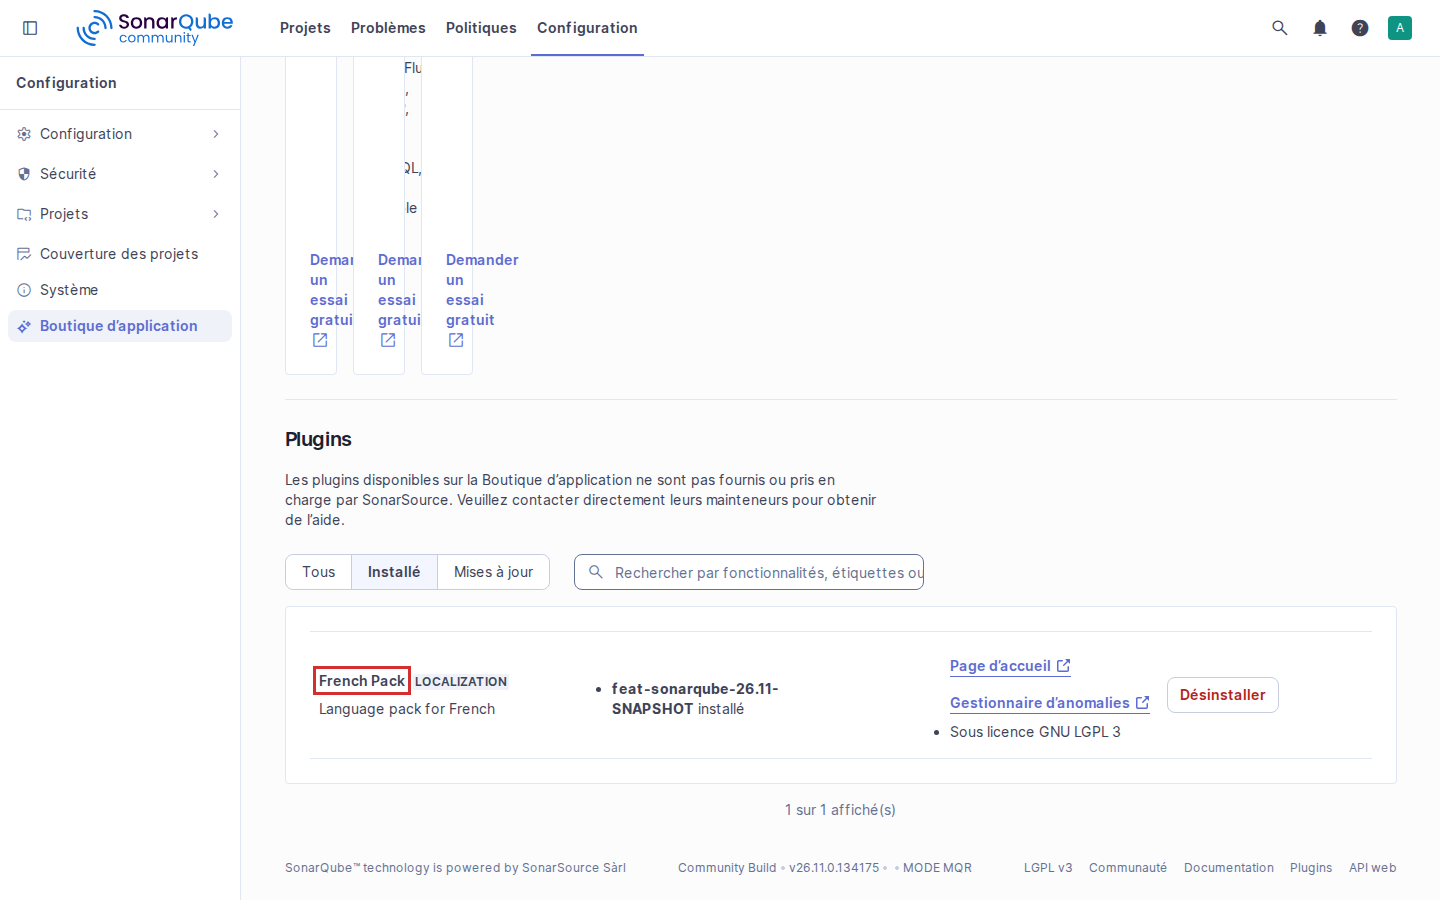 SonarQube community
Projets
Problèmes
Politiques
Configuration
A
Configuration
Configuration
Sécurité
Projets
Couverture des projets
Système
Boutique d’application
QL,
Demander
un
essai
gratuit
Plugins
Les plugins disponibles sur la Boutique d’application ne sont pas fournis ou pris en
charge par SonarSource. Veuillez contacter directement leurs mainteneurs pour obtenir
de l’aide.
Tous
Installé
Mises à jour
Rechercher par fonctionnalités, étiquettes ou
French Pack LOCALIZATION
Language pack for French
feat-sonarqube-26.11-
SNAPSHOT installé
Page d’accueil
Gestionnaire d’anomalies
Sous licence GNU LGPL 3
Désinstaller
1 sur 1 affiché(s)
SonarQube™ technology is powered by SonarSource Sàrl
Community Build • v26.11.0.134175 • • MODE MQR
LGPL v3
Communauté
Documentation
Plugins
API web